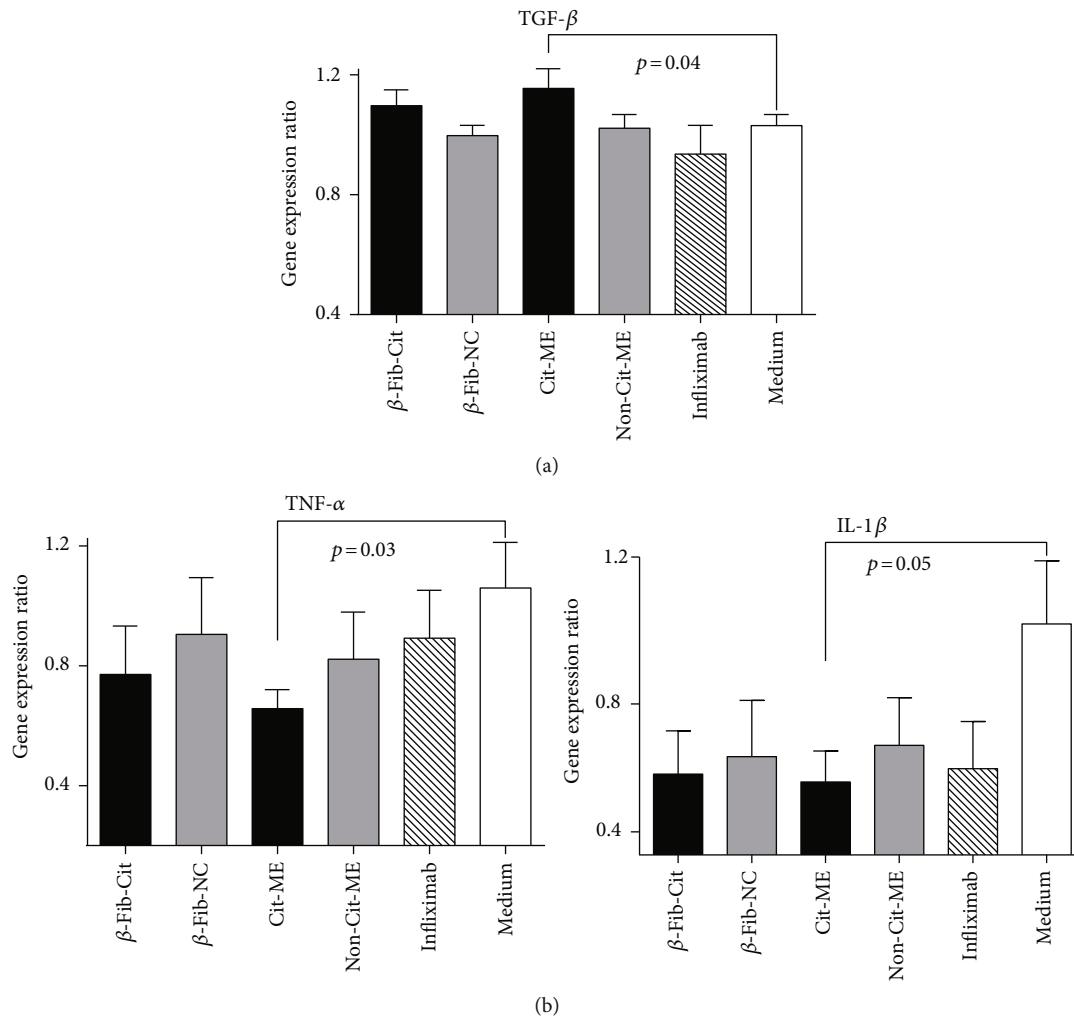 TGF-β
p = 0.04
1.2
0.8
0.4
Gene expression ratio
β-Fib-Cit
β-Fib-NC
Cit-ME
Non-Cit-ME
Infliximab
Medium
(a)
TNF-α
p = 0.03
1.2
0.8
0.4
Gene expression ratio
β-Fib-Cit
β-Fib-NC
Cit-ME
Non-Cit-ME
Infliximab
Medium
IL-1β
p = 0.05
1.2
0.8
0.4
Gene expression ratio
β-Fib-Cit
β-Fib-NC
Cit-ME
Non-Cit-ME
Infliximab
Medium
(b)